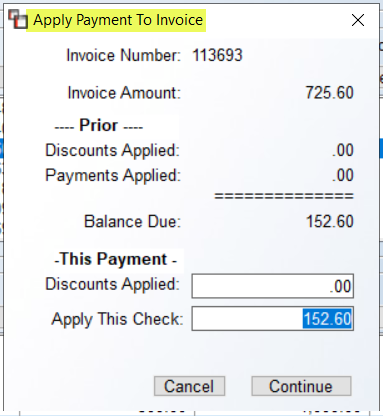 Apply Payment To Invoice
Invoice Number: 113693
Invoice Amount: 725.60
---- Prior ----
Discounts Applied: .00
Payments Applied: .00
==============
Balance Due: 152.60
-This Payment -
Discounts Applied: .00
Apply This Check: 152.60
Cancel Continue